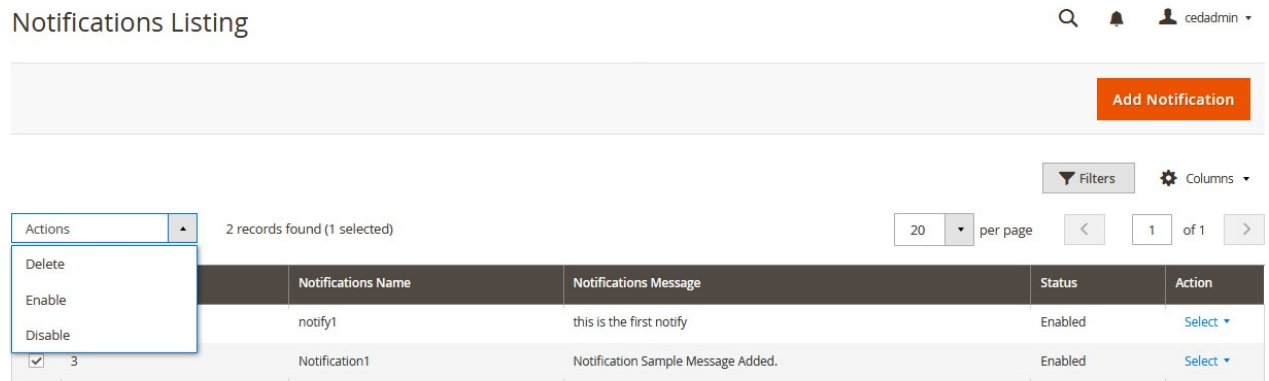 Notifications Listing
cedadmin
Add Notification
Filters
Columns
Actions
2 records found (1 selected)
20
per page
1
of 1
Delete
Enable
Disable
Notifications Name
Notifications Message
Status
Action
notify1
this is the first notify
Enabled
Select
3
Notification1
Notification Sample Message Added.
Enabled
Select